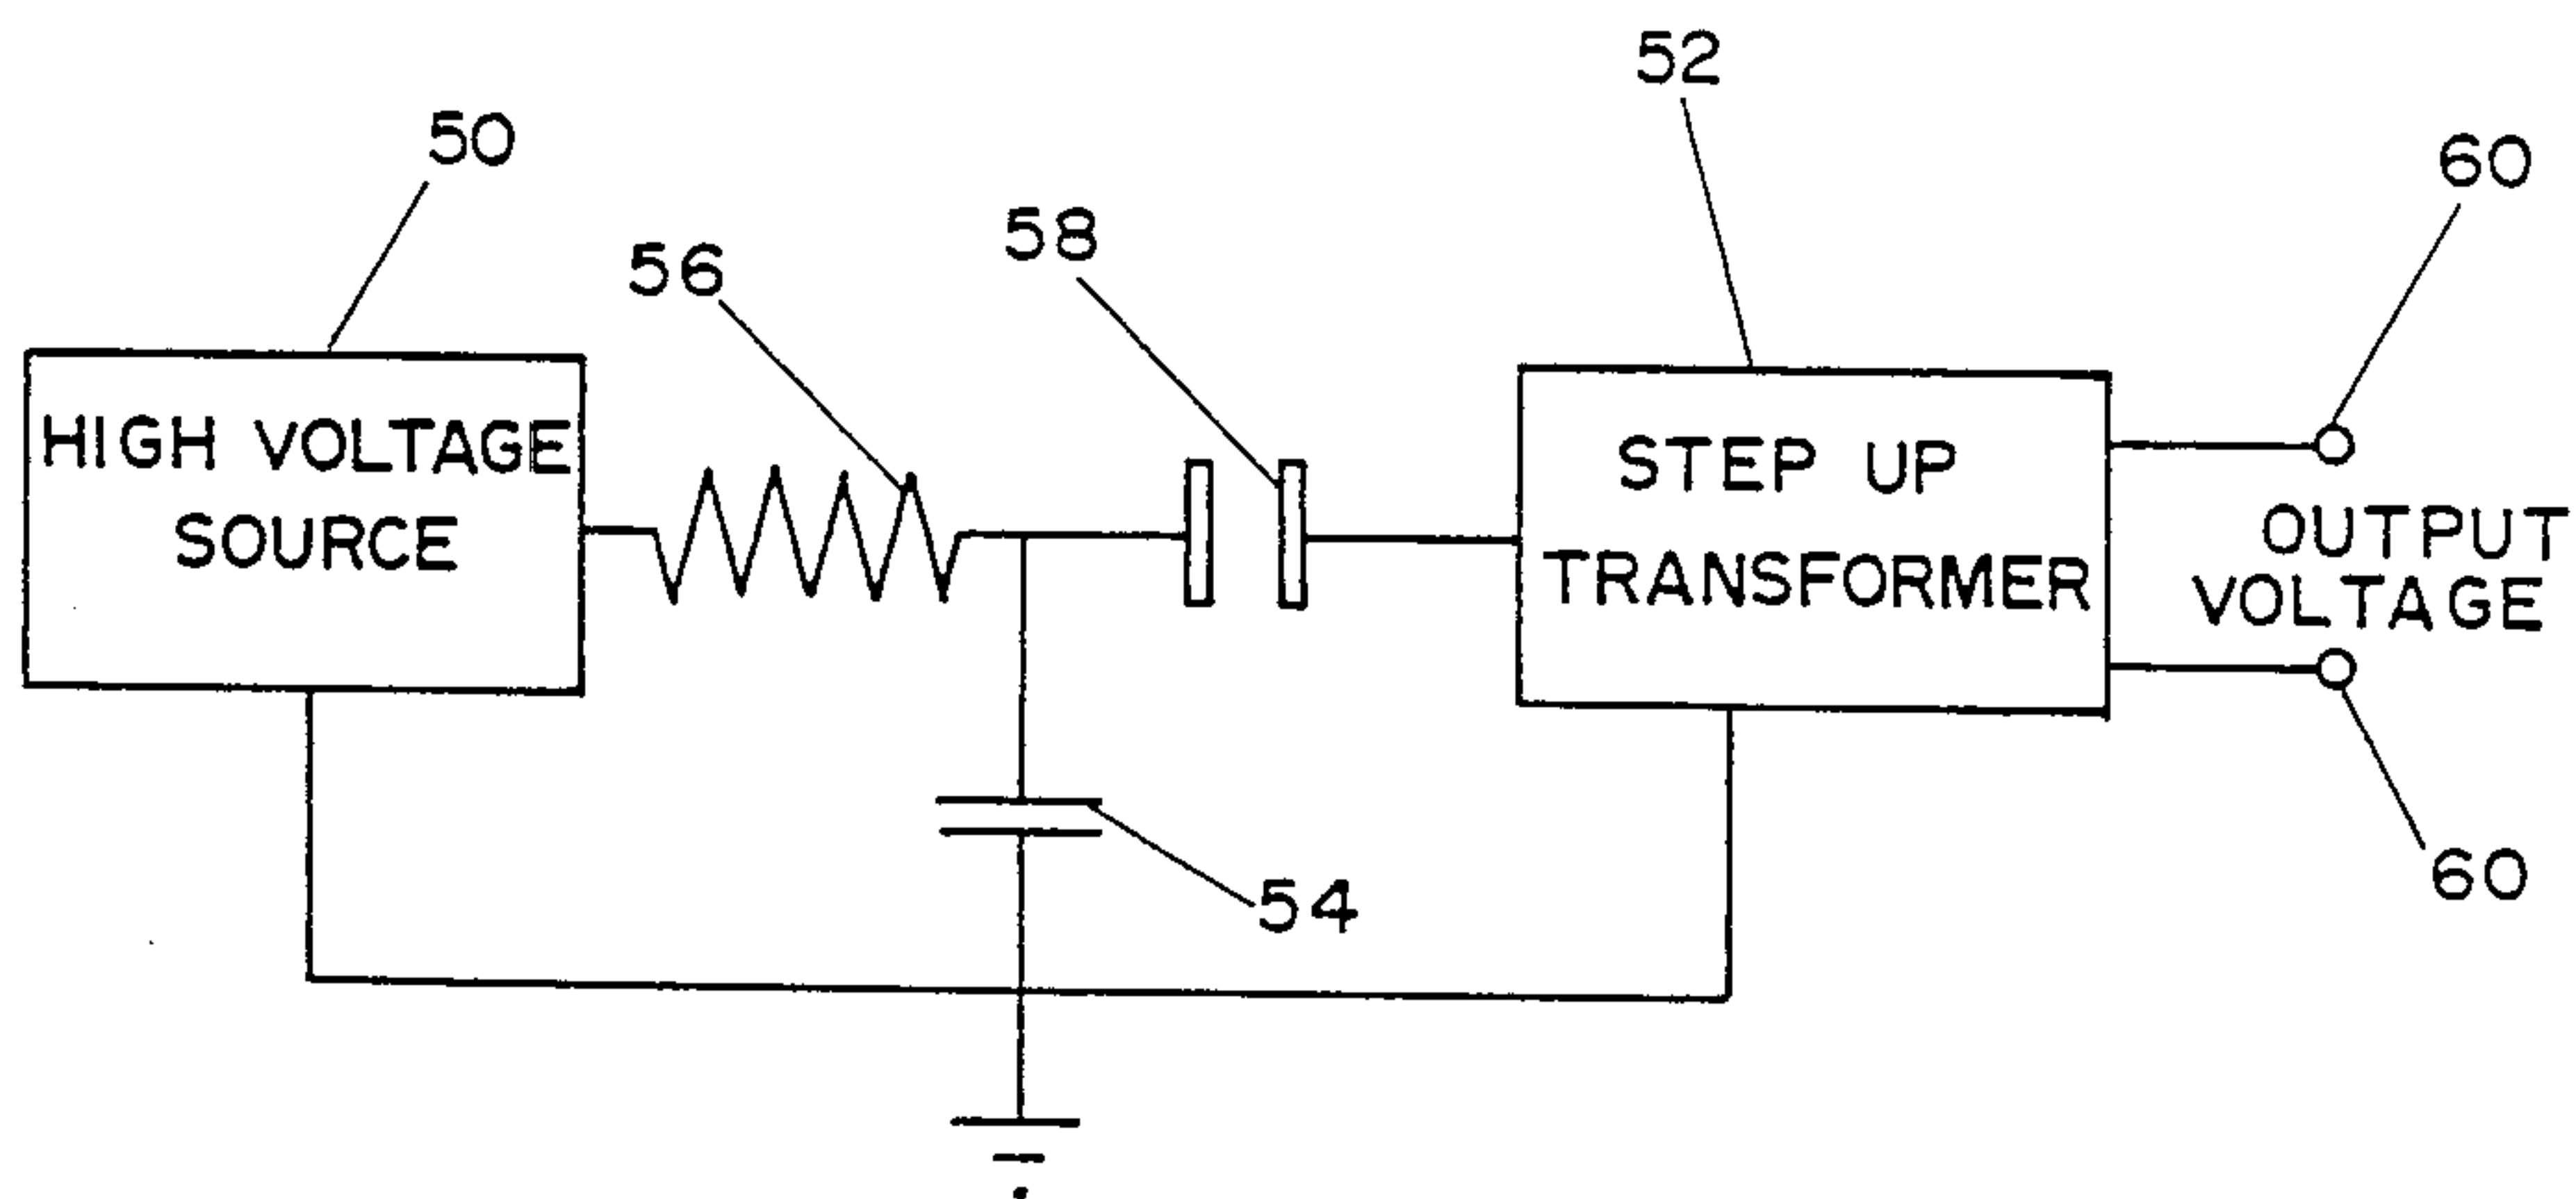 52
50
60
58
56
HIGH VOLTAGE
SOURCE
STEP UP
TRANSFORMER
OUTPUT
VOLTAGE
54
60